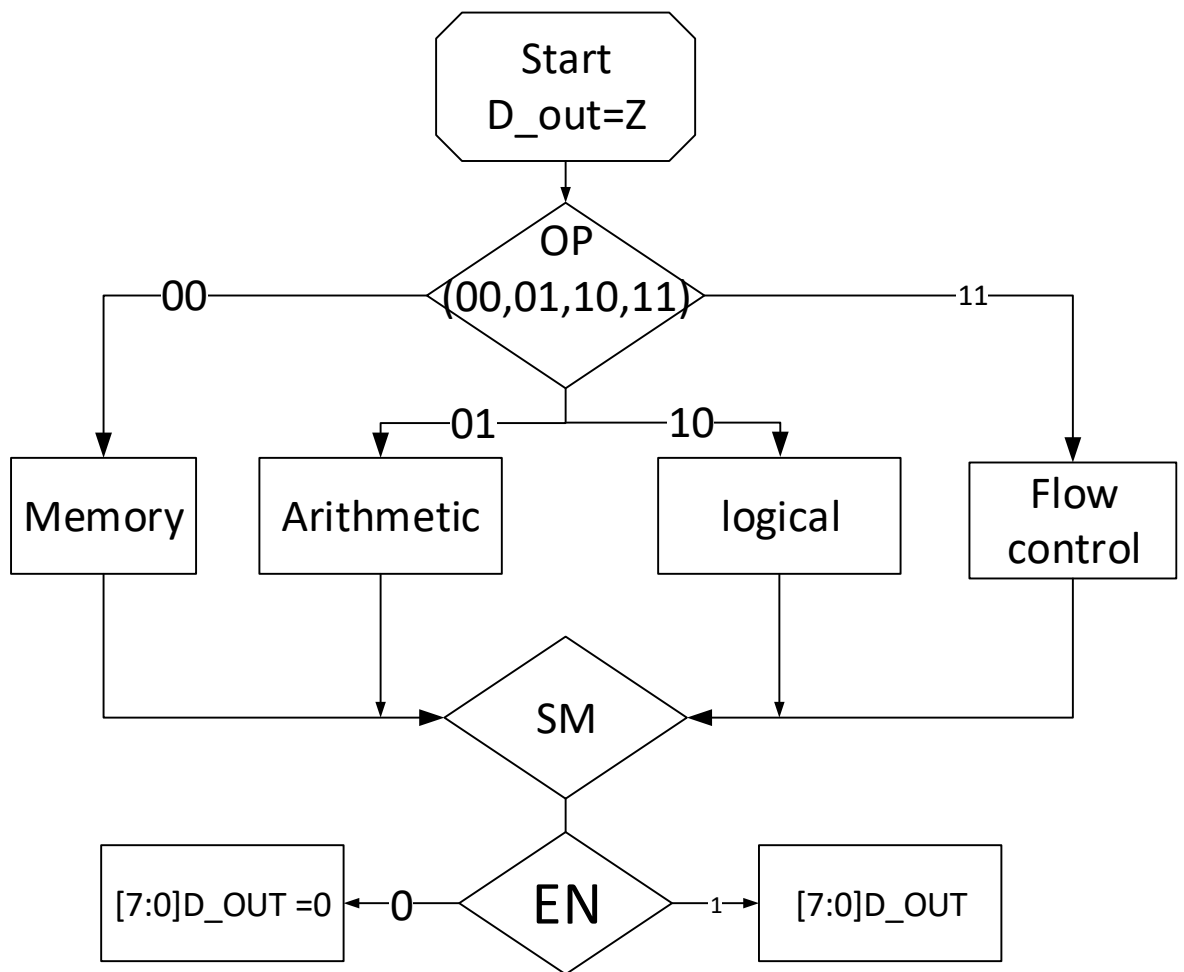 Start
D_out=Z
OP
(00,01,10,11)
00
11
01
10
Memory
Arithmetic
logical
Flow
control
SM
[7:0]D_OUT =0
0
EN
1
[7:0]D_OUT